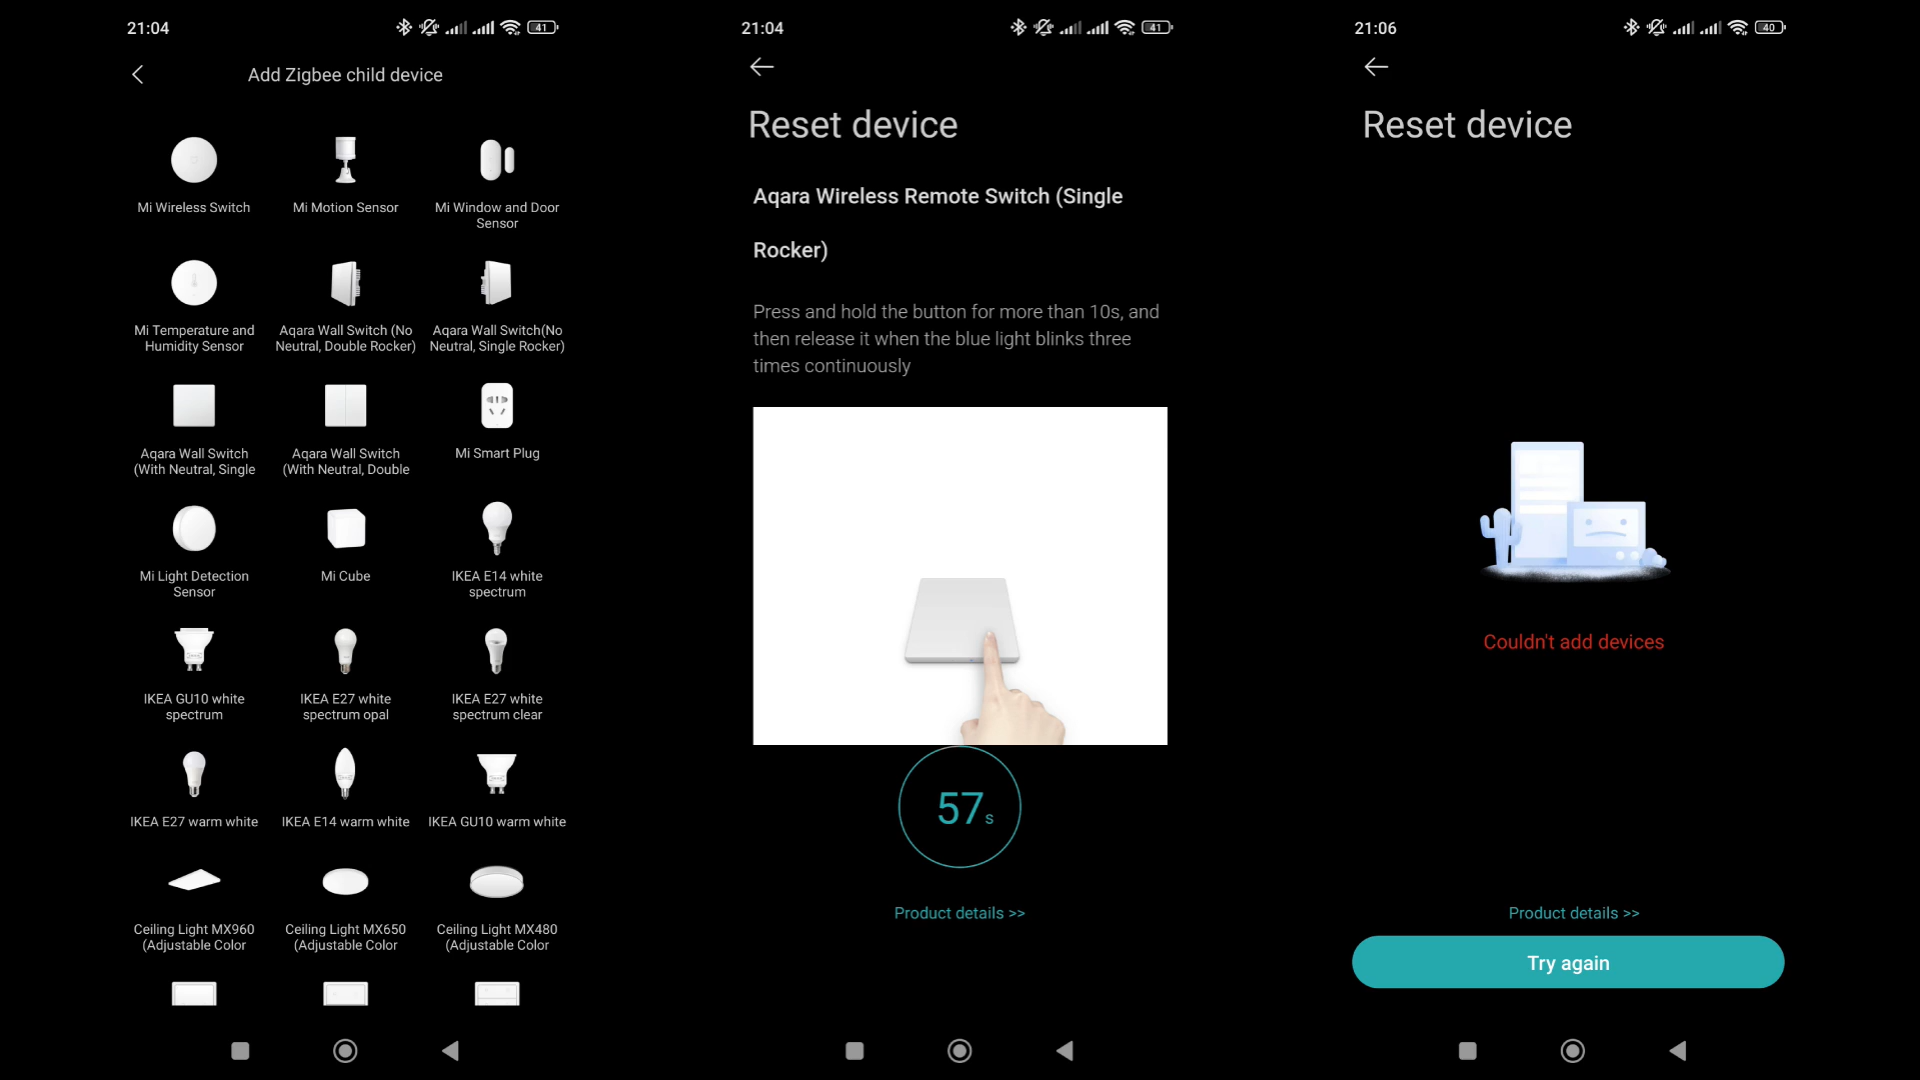 21:04
41
Add Zigbee child device
Mi Wireless Switch
Mi Motion Sensor
Mi Window and Door
Sensor
Mi Temperature and
Humidity Sensor
Aqara Wall Switch (No
Neutral, Double Rocker)
Aqara Wall Switch(No
Neutral, Single Rocker)
Aqara Wall Switch
(With Neutral, Single
Aqara Wall Switch
(With Neutral, Double
Mi Smart Plug
Mi Light Detection
Sensor
Mi Cube
IKEA E14 white
spectrum
IKEA GU10 white
spectrum
IKEA E27 white
spectrum opal
IKEA E27 white
spectrum clear
IKEA E27 warm white
IKEA E14 warm white
IKEA GU10 warm white
Ceiling Light MX960
(Adjustable Color
Ceiling Light MX650
(Adjustable Color
Ceiling Light MX480
(Adjustable Color
21:04
41
Reset device
Aqara Wireless Remote Switch (Single
Rocker)
Press and hold the button for more than 10s, and
then release it when the blue light blinks three
times continuously
57s
Product details >>
21:06
40
Reset device
Couldn't add devices
Product details >>
Try again